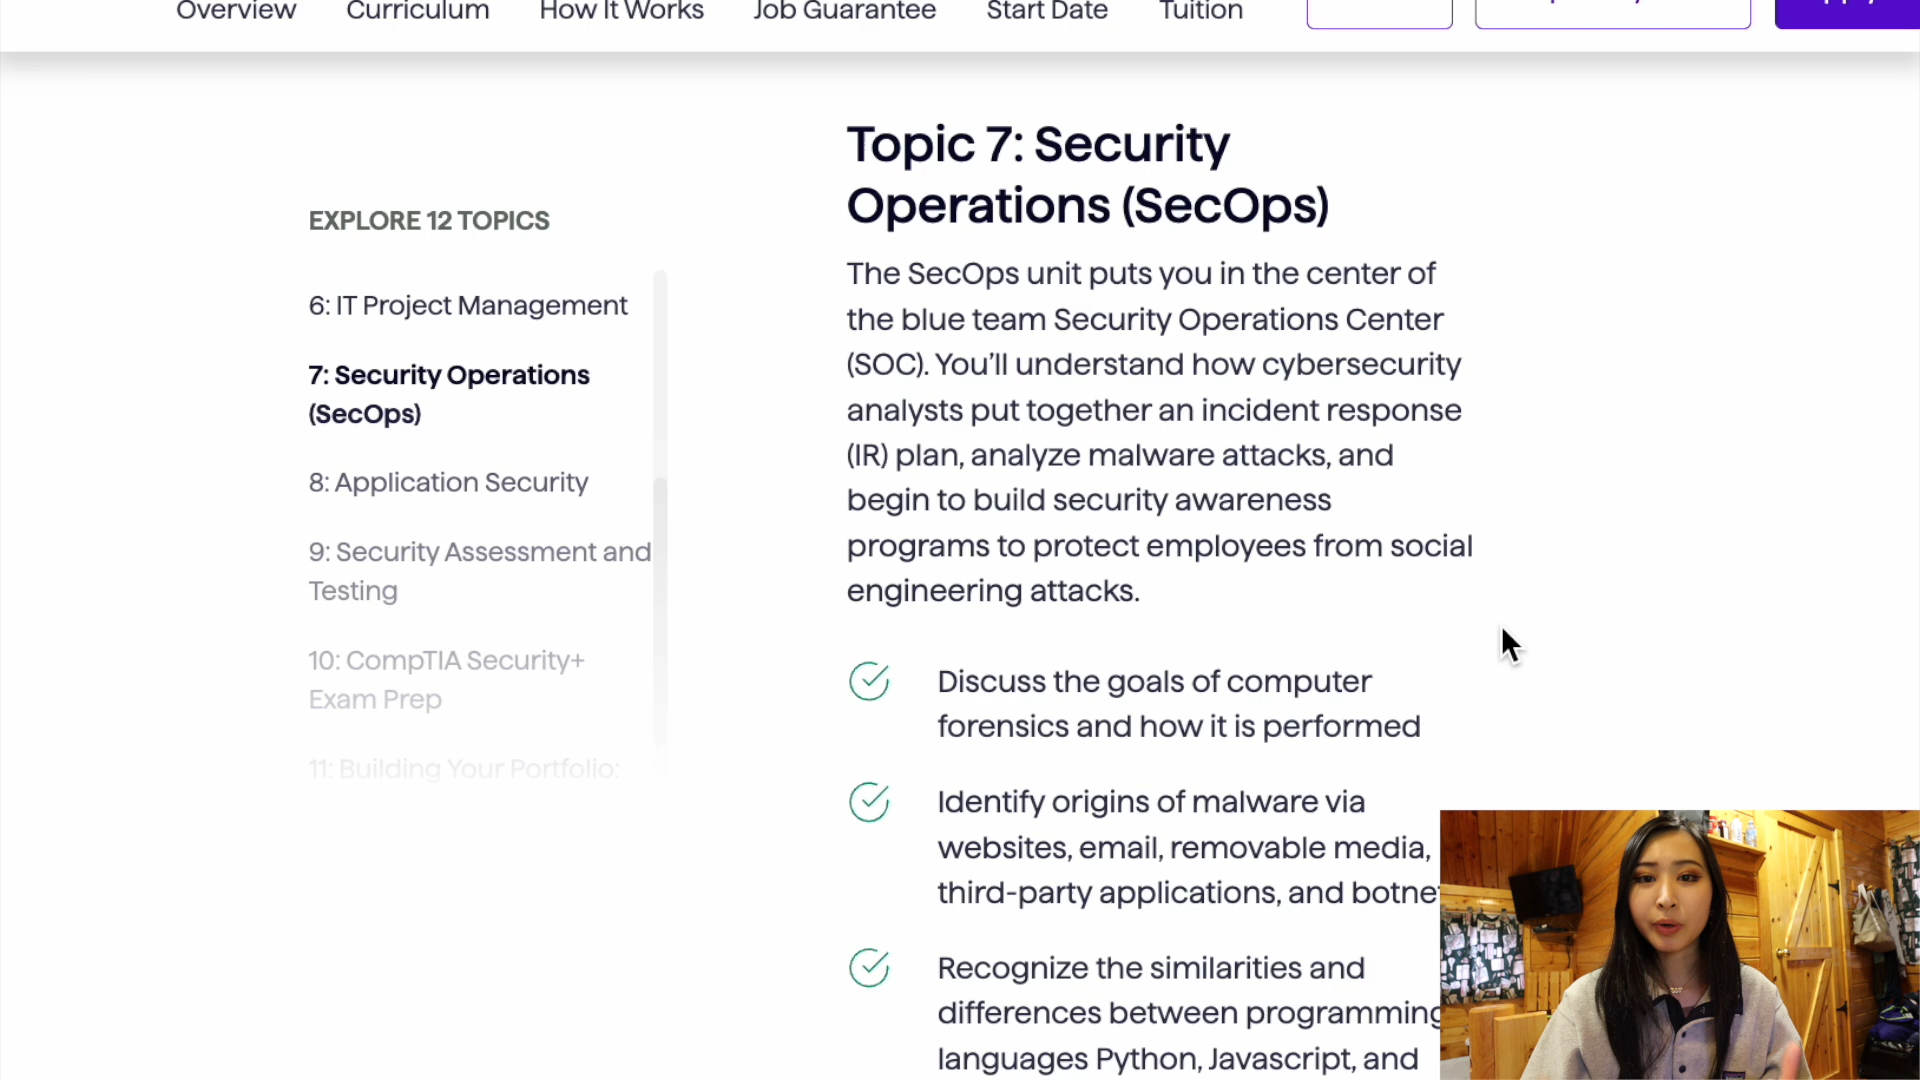 Overview Curriculum How It Works Job Guarantee Start Date Tuition
EXPLORE 12 TOPICS
6: IT Project Management
7: Security Operations
(SecOps)
8: Application Security
9: Security Assessment and
Testing
10: CompTIA Security+
Exam Prep
11: Building Your Portfolio:
Topic 7: Security
Operations (SecOps)
The SecOps unit puts you in the center of
the blue team Security Operations Center
(SOC). You’ll understand how cybersecurity
analysts put together an incident response
(IR) plan, analyze malware attacks, and
begin to build security awareness
programs to protect employees from social
engineering attacks.
Discuss the goals of computer
forensics and how it is performed
Identify origins of malware via
websites, email, removable media,
third-party applications, and botne
Recognize the similarities and
differences between programming
languages Python, Javascript, and